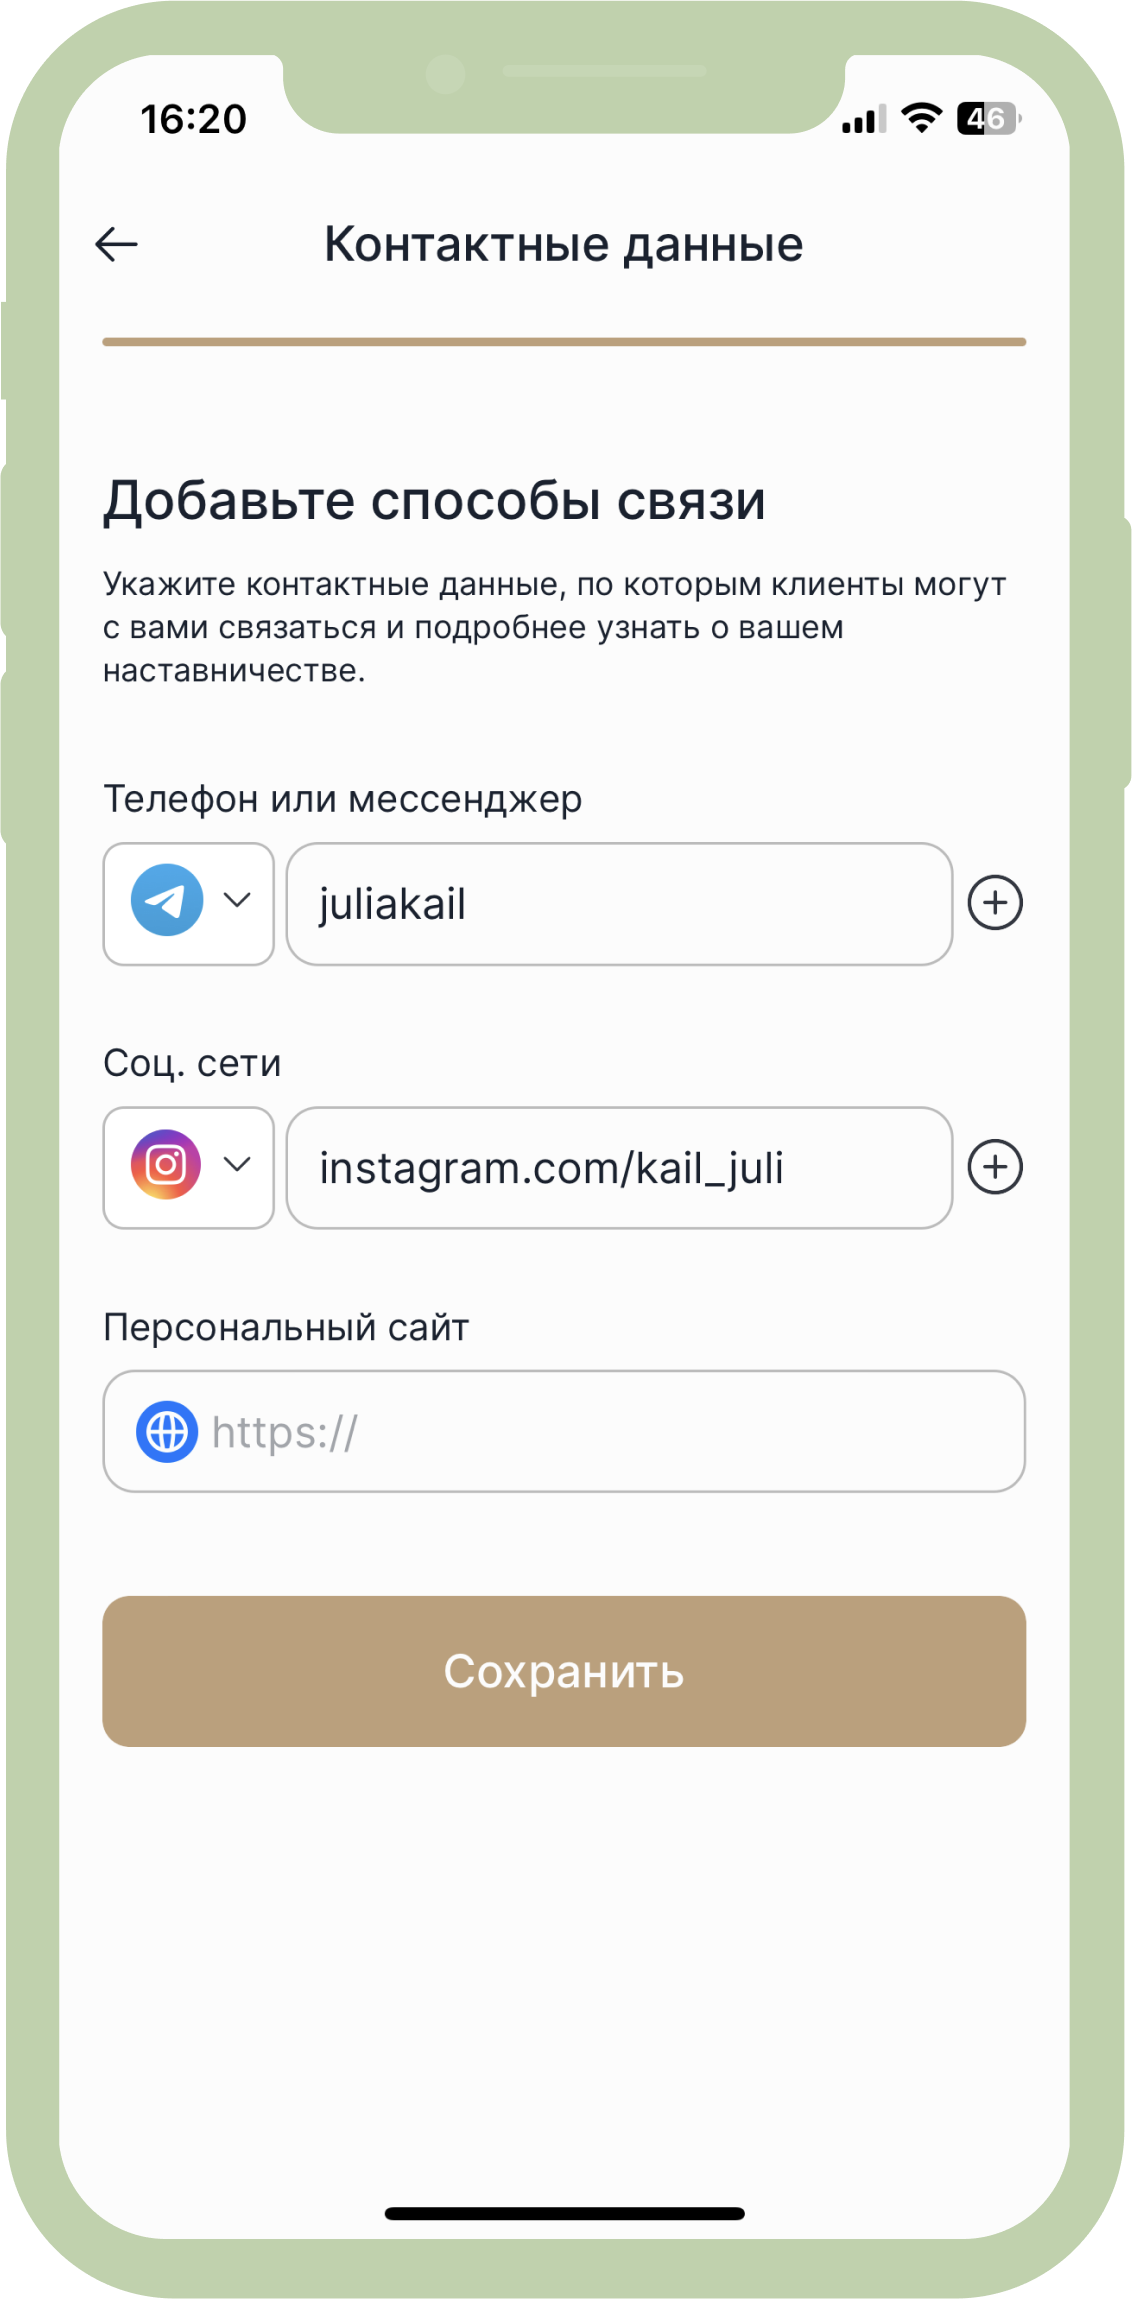 16:20
46
Контактные данные
Добавьте способы связи
Укажите контактные данные, по которым клиенты могут
с вами связаться и подробнее узнать о вашем
наставничестве.
Телефон или мессенджер
juliakail
Соц. сети
instagram.com/kail_juli
Персональный сайт
https://
Сохранить